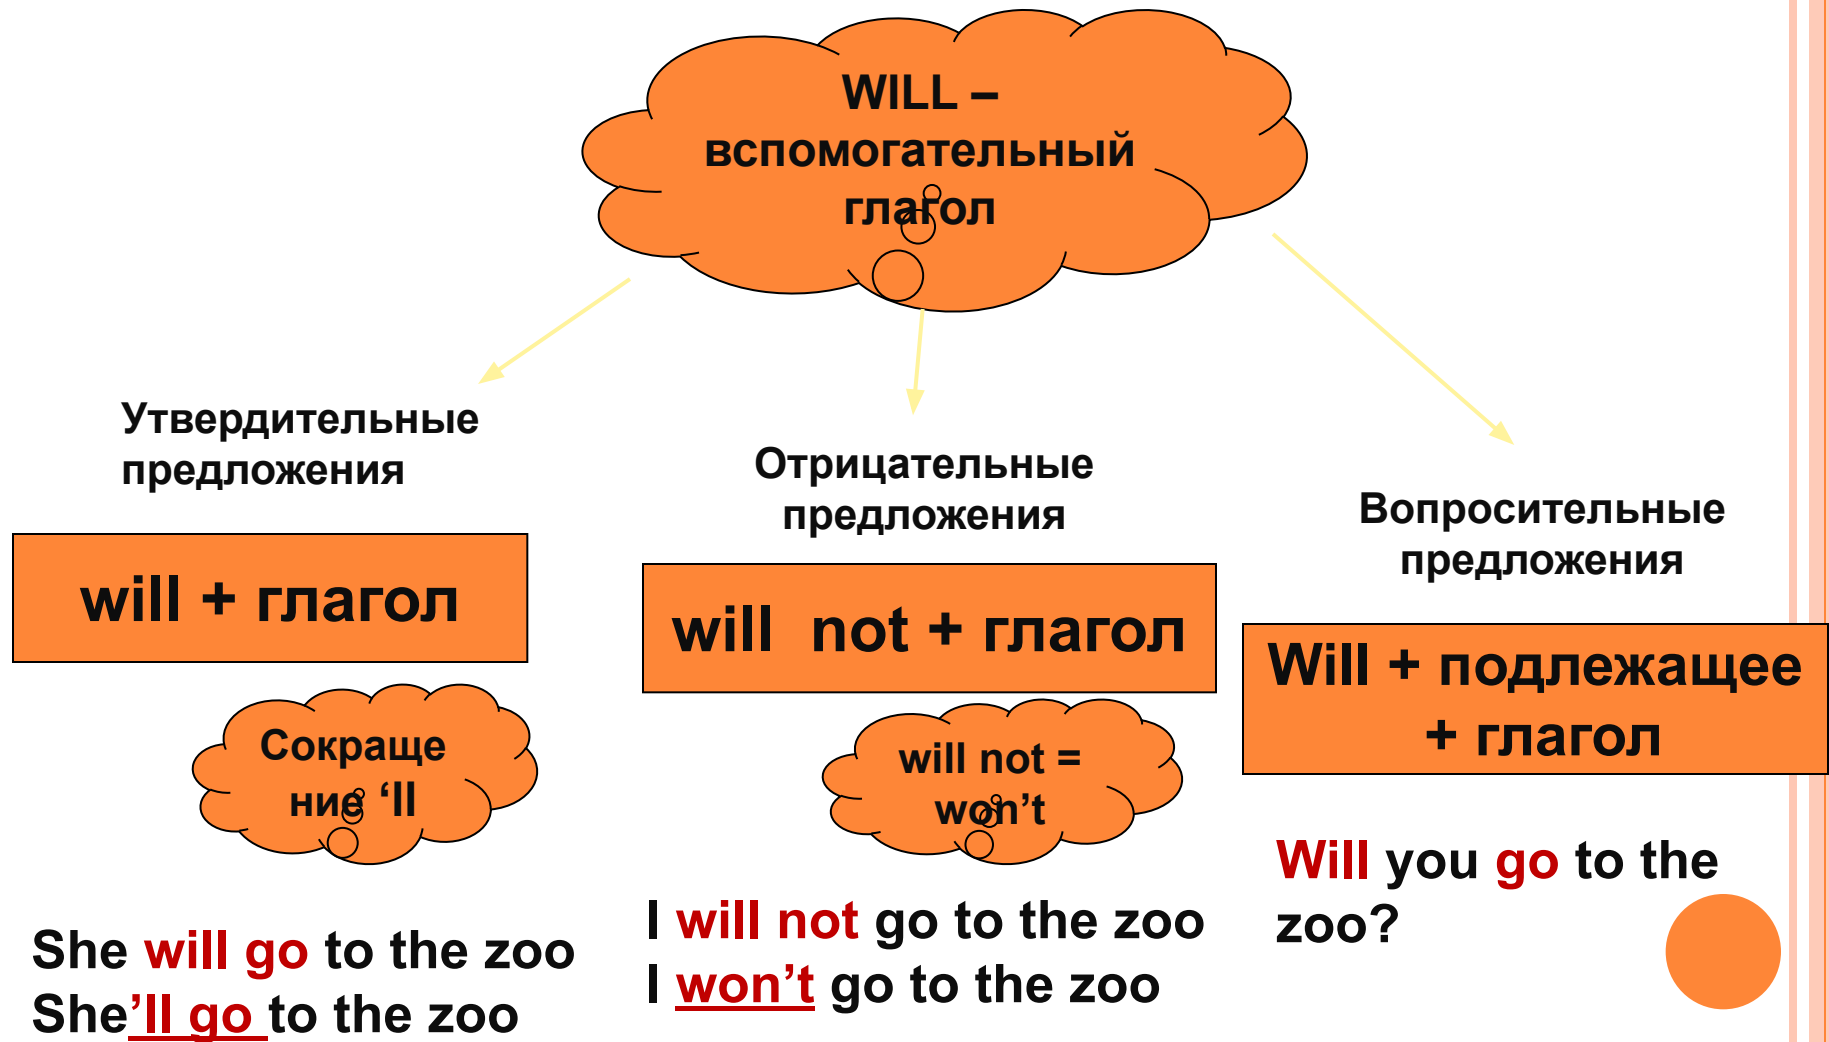 WILL –
вспомогательный
глагол
Утвердительные
предложения
will + глагол
Сокраще
ние ‘ll
She will go to the zoo
She’ll go to the zoo
Отрицательные
предложения
will not + глагол
will not =
won’t
I will not go to the zoo
I won’t go to the zoo
Вопросительные
предложения
Will + подлежащее
+ глагол
Will you go to the
zoo?